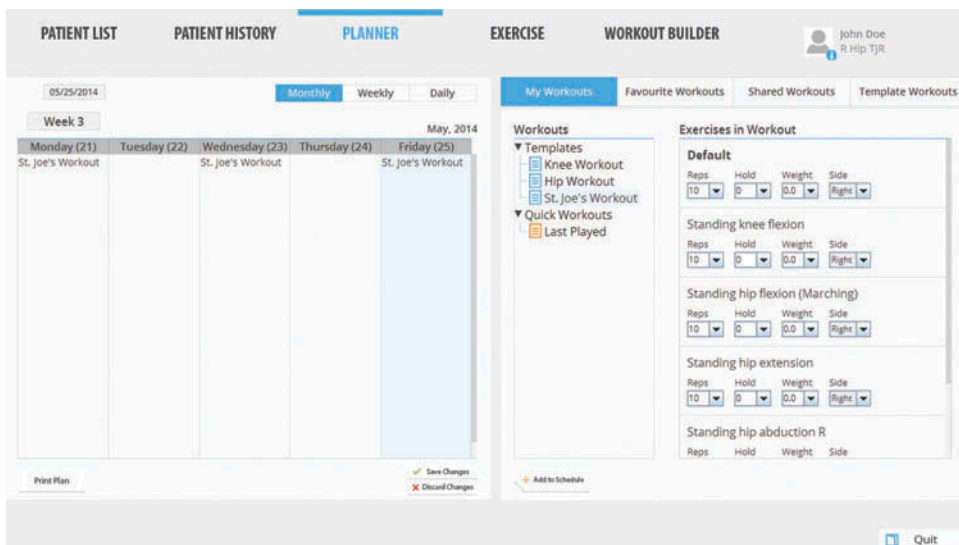 PATIENT LIST PATIENT HISTORY PLANNER EXERCISE WORKOUT BUILDER
John Doe
R Hip TJR
05/25/2014
Monthly Weekly Daily
Week 3
May, 2014
Monday (21) Tuesday (22) Wednesday (23) Thursday (24) Friday (25)
St. Joe's Workout St. Joe's Workout St. Joe's Workout
Print Plan
Save Changes
Discard Changes
My Workouts Favourite Workouts Shared Workouts Template Workouts
Workouts
Templates
Knee Workout
Hip Workout
St. Joe's Workout
Quick Workouts
Last Played
Add to Schedule
Exercises in Workout
Default
Reps Hold Weight Side
10 0 0.0 Right
Standing knee flexion
Reps Hold Weight Side
10 0 0.0 Right
Standing hip flexion (Marching)
Reps Hold Weight Side
10 0 0.0 Right
Standing hip extension
Reps Hold Weight Side
10 0 0.0 Right
Standing hip abduction R
Reps Hold Weight Side
Quit